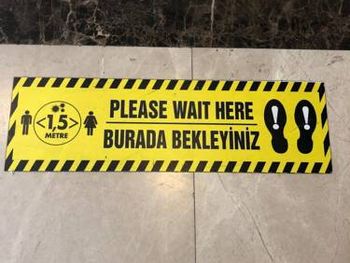 <1,5>
METRE
PLEASE WAIT HERE
BURADA BEKLEYİNİZ